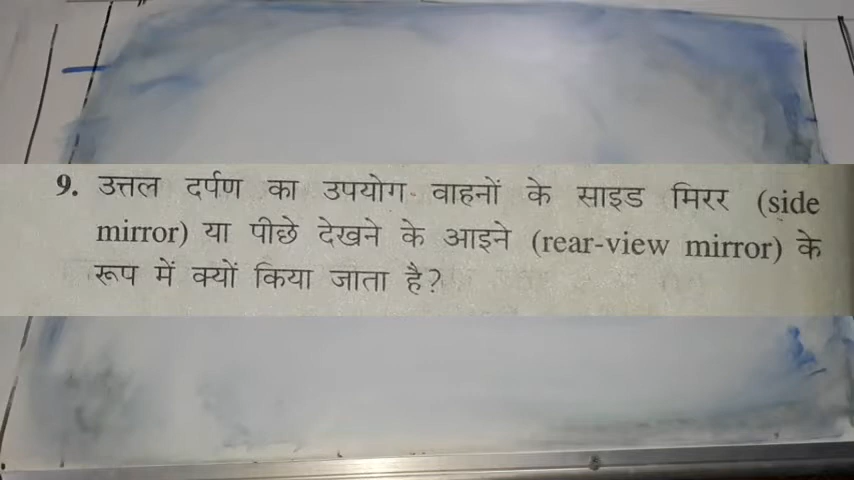 9. उत्तल दर्पण का उपयोग वाहनों के साइड मिरर (side
mirror) या पीछे देखने के आइने (rear-view mirror) के
रूप में क्यों किया जाता है?